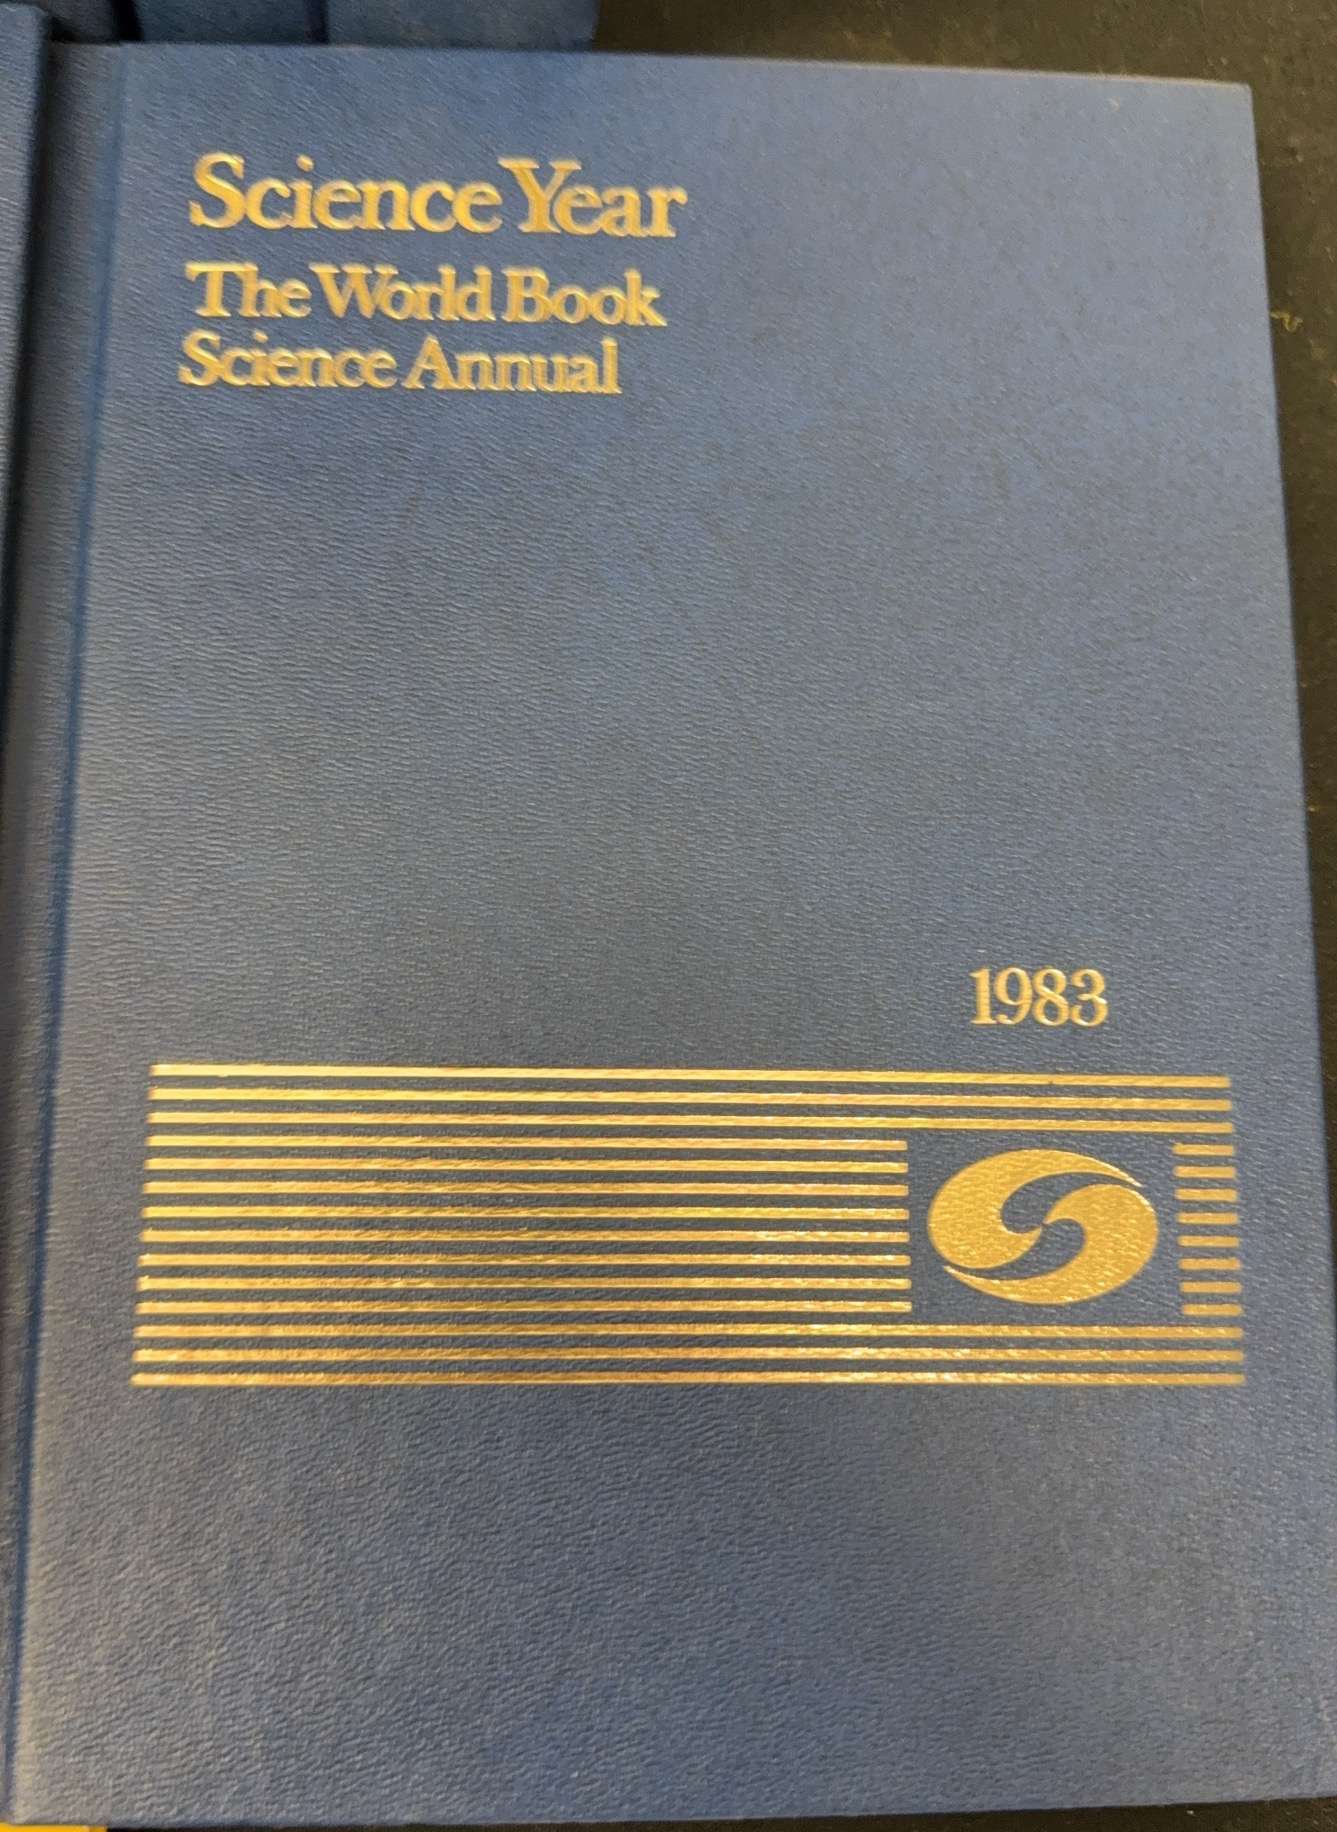 Science Year
The World Book
Science Annual
1983